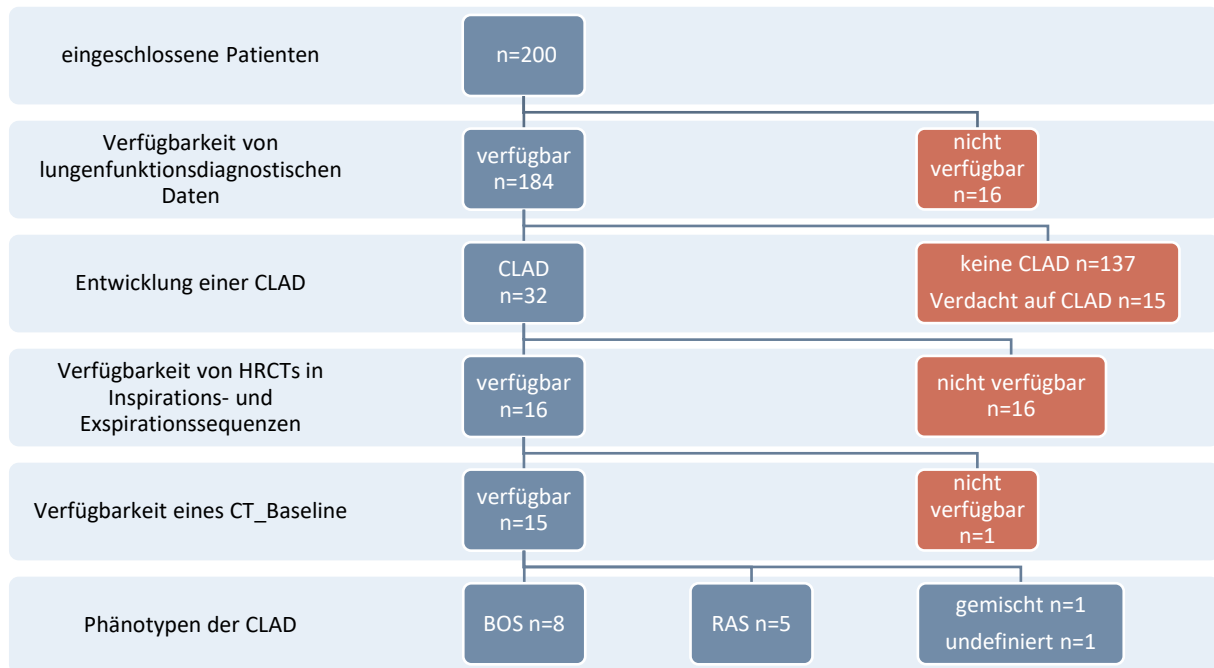 eingeschlossene Patienten
n=200
Verfügbarkeit von
lungenfunktionsdiagnostischen
Daten
verfügbar
n=184
nicht
verfügbar
n=16
Entwicklung einer CLAD
CLAD
n=32
keine CLAD n=137
Verdacht auf CLAD n=15
Verfügbarkeit von HRCTs in
Inspirations- und
Exspirationssequenzen
verfügbar
n=16
nicht verfügbar
n=16
Verfügbarkeit eines CT_Baseline
verfügbar
n=15
nicht
verfügbar
n=1
Phänotypen der CLAD
BOS n=8
RAS n=5
gemischt n=1
undefiniert n=1